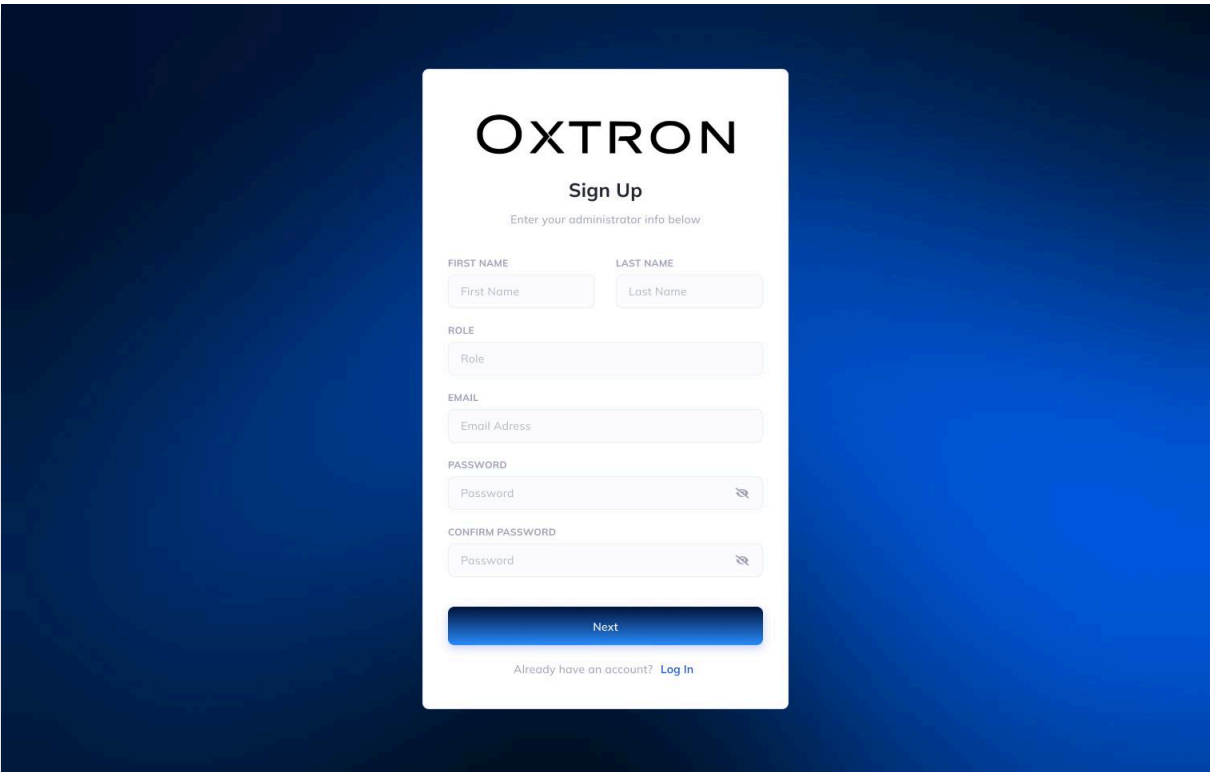 OXTRON
Sign Up
Enter your administrator info below
FIRST NAME LAST NAME
First Name Last Name
ROLE
Role
EMAIL
Email Adress
PASSWORD
Password
CONFIRM PASSWORD
Password
Next
Already have an account? Log In